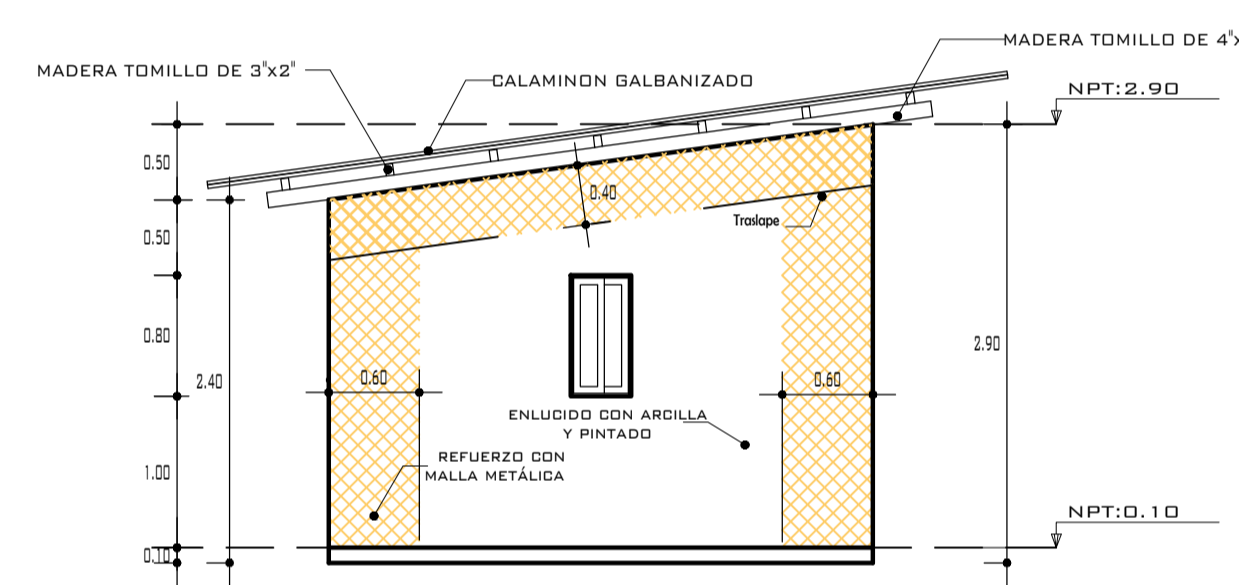 MADERA TOMILLO DE 4"x
MADERA TOMILLO DE 3"x2"
CALAMINON GALBANIZADO
NPT:2.90
0.50
0.40
Traslape
0.50
0.80
2.90
2.40
0.60
0.60
ENLUCIDO CON ARCILLA
Y PINTADO
REFUERZO CON
MALLA METÁLICA
1.00
NPT:0.10
0.10